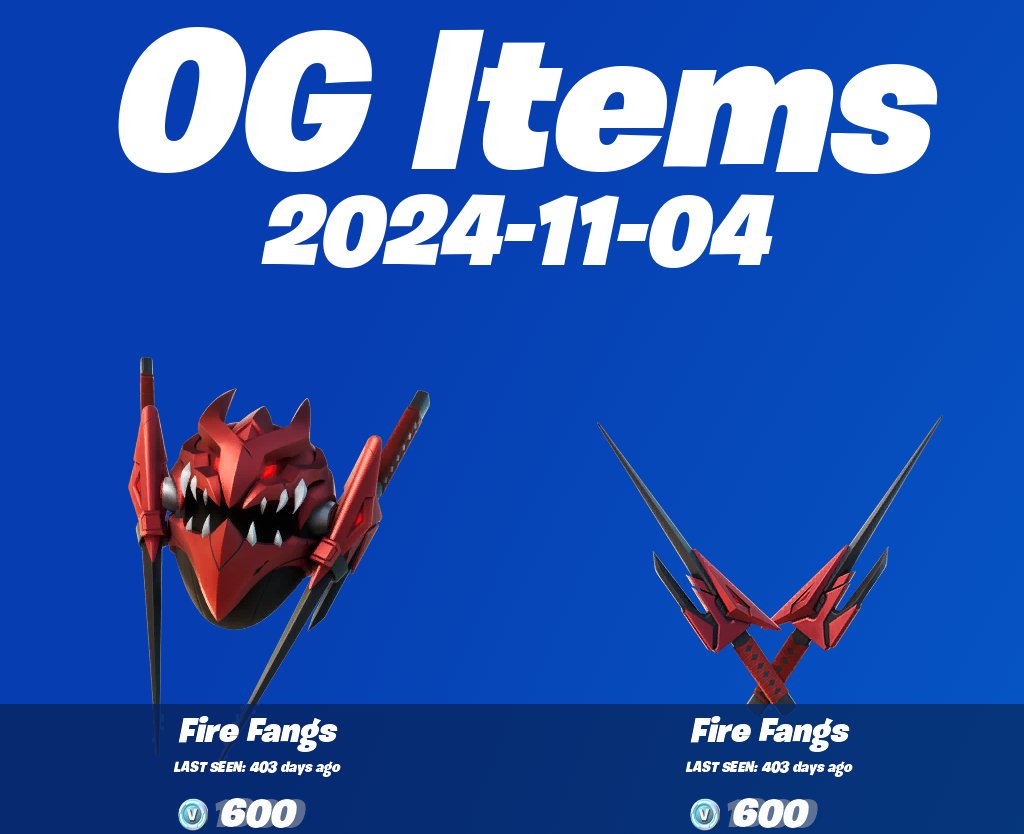 OG Items
2024-11-04
Fire Fangs
LAST SEEN: 403 days ago
600
Fire Fangs
LAST SEEN: 403 days ago
600